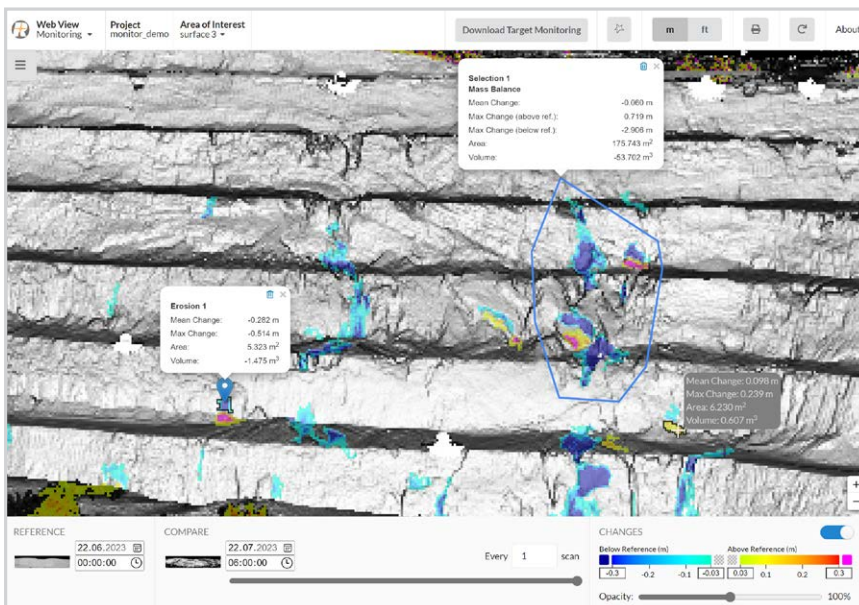 Web View
Monitoring
Project
monitor_demo
Area of Interest
surface 3
Download Target Monitoring
m
ft
About
Selection 1
Mass Balance
Mean Change: -0.060 m
Max Change (above ref.): 0.719 m
Max Change (below ref.): -2.906 m
Area: 175.743 m²
Volume: -53.702 m³
Erosion 1
Mean Change: -0.282 m
Max Change: -0.514 m
Area: 5.323 m²
Volume: -1.475 m³
Mean Change: 0.098 m
Max Change: 0.239 m
Area: 6.230 m²
Volume: 0.607 m³
+
−
REFERENCE
22.06.2023
00:00:00
COMPARE
22.07.2023
06:00:00
Every 1 scan
CHANGES
Below Reference (m) Above Reference (m)
-0.3 -0.2 -0.1 -0.03 0.03 0.1 0.2 0.3
Opacity: 100%